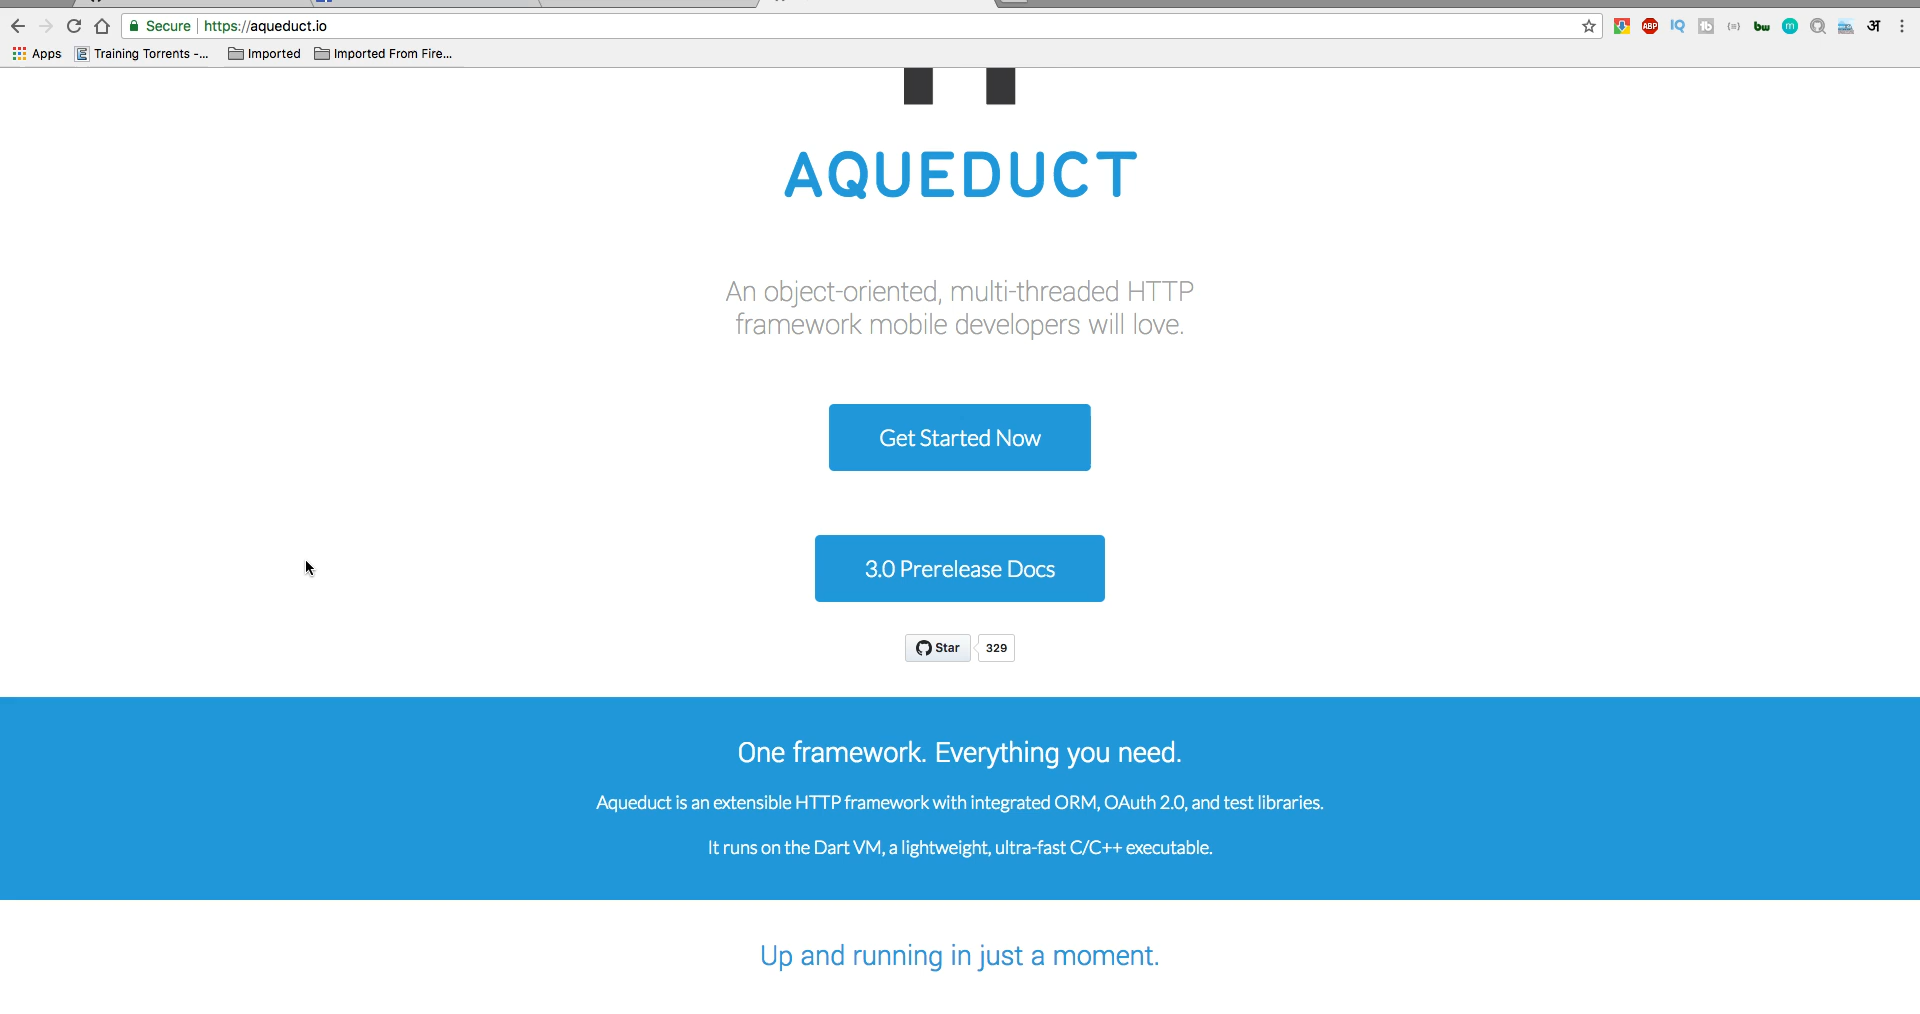 Secure
https://aqueduct.io
ABP
IQ
bw
m
अ
Apps
Training Torrents -...
Imported
Imported From Fire...
AQUEDUCT
An object-oriented, multi-threaded HTTP
framework mobile developers will love.
Get Started Now
3.0 Prerelease Docs
Star
329
One framework. Everything you need.
Aqueduct is an extensible HTTP framework with integrated ORM, OAuth 2.0, and test libraries.
It runs on the Dart VM, a lightweight, ultra-fast C/C++ executable.
Up and running in just a moment.